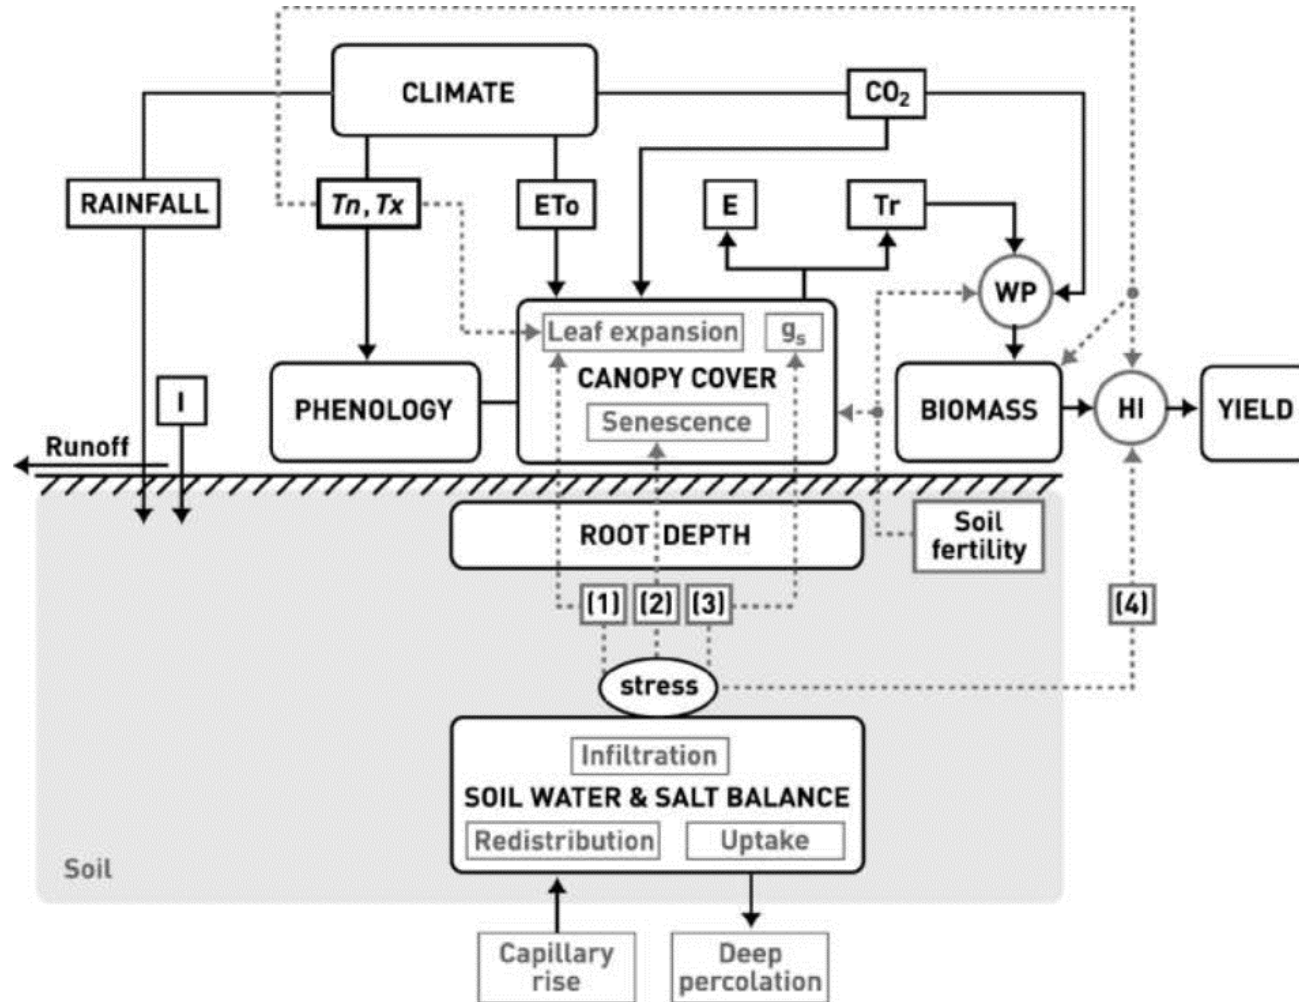 CLIMATE
CO₂
RAINFALL
Tn, Tx
ETo
E
Tr
WP
Leaf expansion
gₛ
CANOPY COVER
Senescence
PHENOLOGY
BIOMASS
HI
YIELD
I
Runoff
ROOT DEPTH
Soil
fertility
(1)
(2)
(3)
(4)
stress
Infiltration
SOIL WATER & SALT BALANCE
Redistribution
Uptake
Soil
Capillary
rise
Deep
percolation